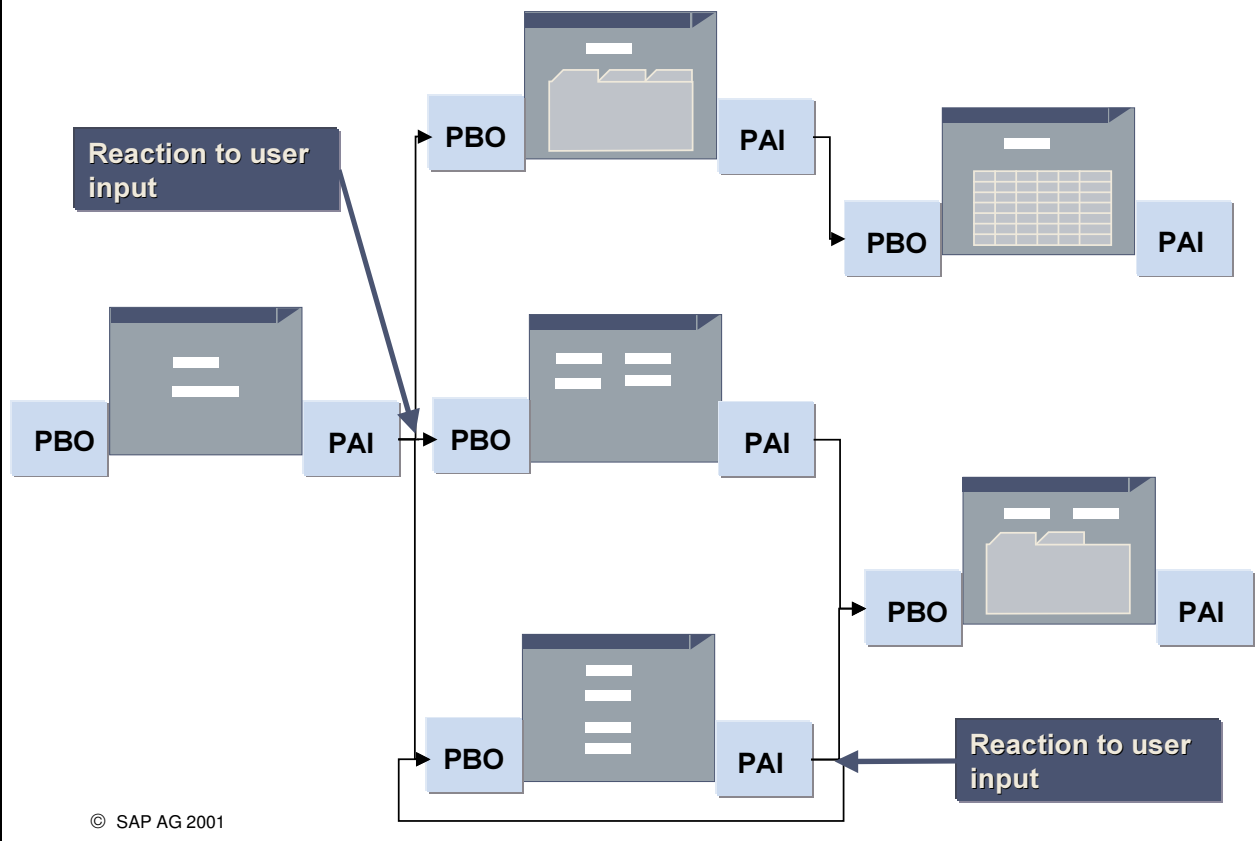 PBO
PAI
Reaction to user
input
PBO
PAI
PBO
PAI
PBO
PAI
PBO
PAI
PBO
PAI
Reaction to user
input
© SAP AG 2001